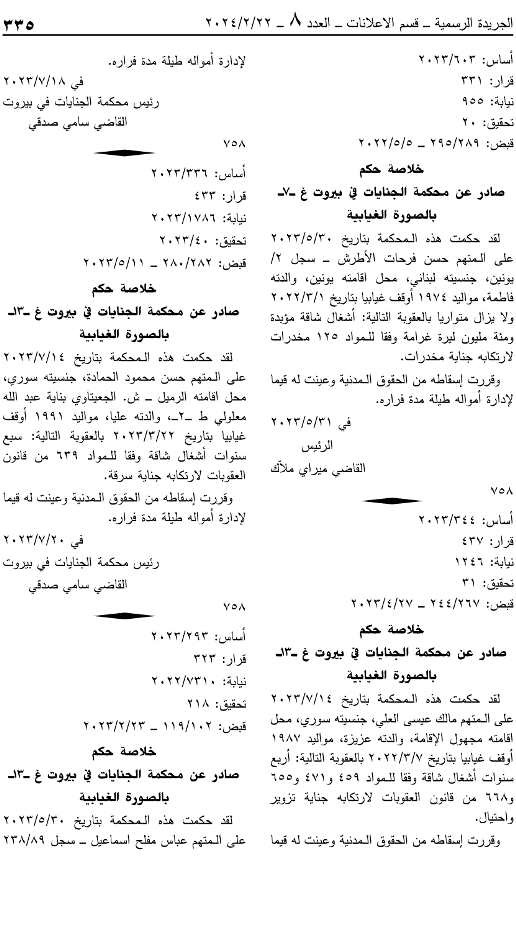 الجريدة الرسمية ــ قسم الاعلانات ــ العدد ٨ ــ ٢٠٢٤/٢/٢٢
٣٣٥
أساس: ٢٠٢٣/٦٠٣
قرار: ٣٣١
نيابة: ٩٥٥
تحقيق: ٢٠
قبض: ٢٩٥/٢٨٩ ــ ٢٠٢٢/٥/٥
خلاصة حكم
صادر عن محكمة الجنايات في بيروت غ ــ٧ــ
بالصورة الغيابية
لقد حكمت هذه المحكمة بتاريخ ٢٠٢٣/٥/٣٠
على المتهم حسن فرحات الأطرش ــ سجل ٢/
يونين، جنسيته لبناني، محل اقامته يونين، والدته
فاطمة، مواليد ١٩٧٤ أوقف غيابيا بتاريخ ٢٠٢٢/٣/١
ولا يزال متواريا بالعقوبة التالية: أشغال شاقة مؤبدة
ومئة مليون ليرة غرامة وفقا للمواد ١٢٥ مخدرات
لارتكابه جناية مخدرات.
وقررت إسقاطه من الحقوق المدنية وعينت له قيما
لإدارة أمواله طيلة مدة فراره.
في ٢٠٢٣/٥/٣١
الرئيس
القاضي ميراي ملاّك
٧٥٨
أساس: ٢٠٢٣/٣٤٤
قرار: ٤٣٧
نيابة: ١٢٤٦
تحقيق: ٣١
قبض: ٢٤٤/٢٦٧ ــ ٢٠٢٣/٤/٢٧
خلاصة حكم
صادر عن محكمة الجنايات في بيروت غ ــ١٣ــ
بالصورة الغيابية
لقد حكمت هذه المحكمة بتاريخ ٢٠٢٣/٧/١٤
على المتهم مالك عيسى العلي، جنسيته سوري، محل
اقامته مجهول الإقامة، والدته عزيزة، مواليد ١٩٨٧
أوقف غيابيا بتاريخ ٢٠٢٢/٣/٧ بالعقوبة التالية: أربع
سنوات أشغال شاقة وفقا للمواد ٤٥٩ و٤٧١ و٦٥٥
و٦٦٨ من قانون العقوبات لارتكابه جناية تزوير
واحتيال.
وقررت إسقاطه من الحقوق المدنية وعينت له قيما
لإدارة أمواله طيلة مدة فراره.
في ٢٠٢٣/٧/١٨
رئيس محكمة الجنايات في بيروت
القاضي سامي صدقي
٧٥٨
أساس: ٢٠٢٣/٣٣٦
قرار: ٤٣٣
نيابة: ٢٠٢٣/١٧٨٦
تحقيق: ٢٠٢٣/٤٠
قبض: ٢٨٠/٢٨٢ ــ ٢٠٢٣/٥/١١
خلاصة حكم
صادر عن محكمة الجنايات في بيروت غ ــ١٣ــ
بالصورة الغيابية
لقد حكمت هذه المحكمة بتاريخ ٢٠٢٣/٧/١٤
على المتهم حسن محمود الحمادة، جنسيته سوري،
محل اقامته الرميل ــ ش. الجعيتاوي بناية عبد الله
معلولي ط ــ٢ــ، والدته عليا، مواليد ١٩٩١ أوقف
غيابيا بتاريخ ٢٠٢٣/٣/٢٢ بالعقوبة التالية: سبع
سنوات أشغال شاقة وفقا للمواد ٦٣٩ من قانون
العقوبات لارتكابه جناية سرقة.
وقررت إسقاطه من الحقوق المدنية وعينت له قيما
لإدارة أمواله طيلة مدة فراره.
في ٢٠٢٣/٧/٢٠
رئيس محكمة الجنايات في بيروت
القاضي سامي صدقي
٧٥٨
أساس: ٢٠٢٣/٢٩٣
قرار: ٣٢٣
نيابة: ٢٠٢٢/٧٣١٠
تحقيق: ٢١٨
قبض: ١١٩/١٠٢ ــ ٢٠٢٣/٢/٢٣
خلاصة حكم
صادر عن محكمة الجنايات في بيروت غ ــ١٣ــ
بالصورة الغيابية
لقد حكمت هذه المحكمة بتاريخ ٢٠٢٣/٥/٣٠
على المتهم عباس مفلح اسماعيل ــ سجل ٢٣٨/٨٩